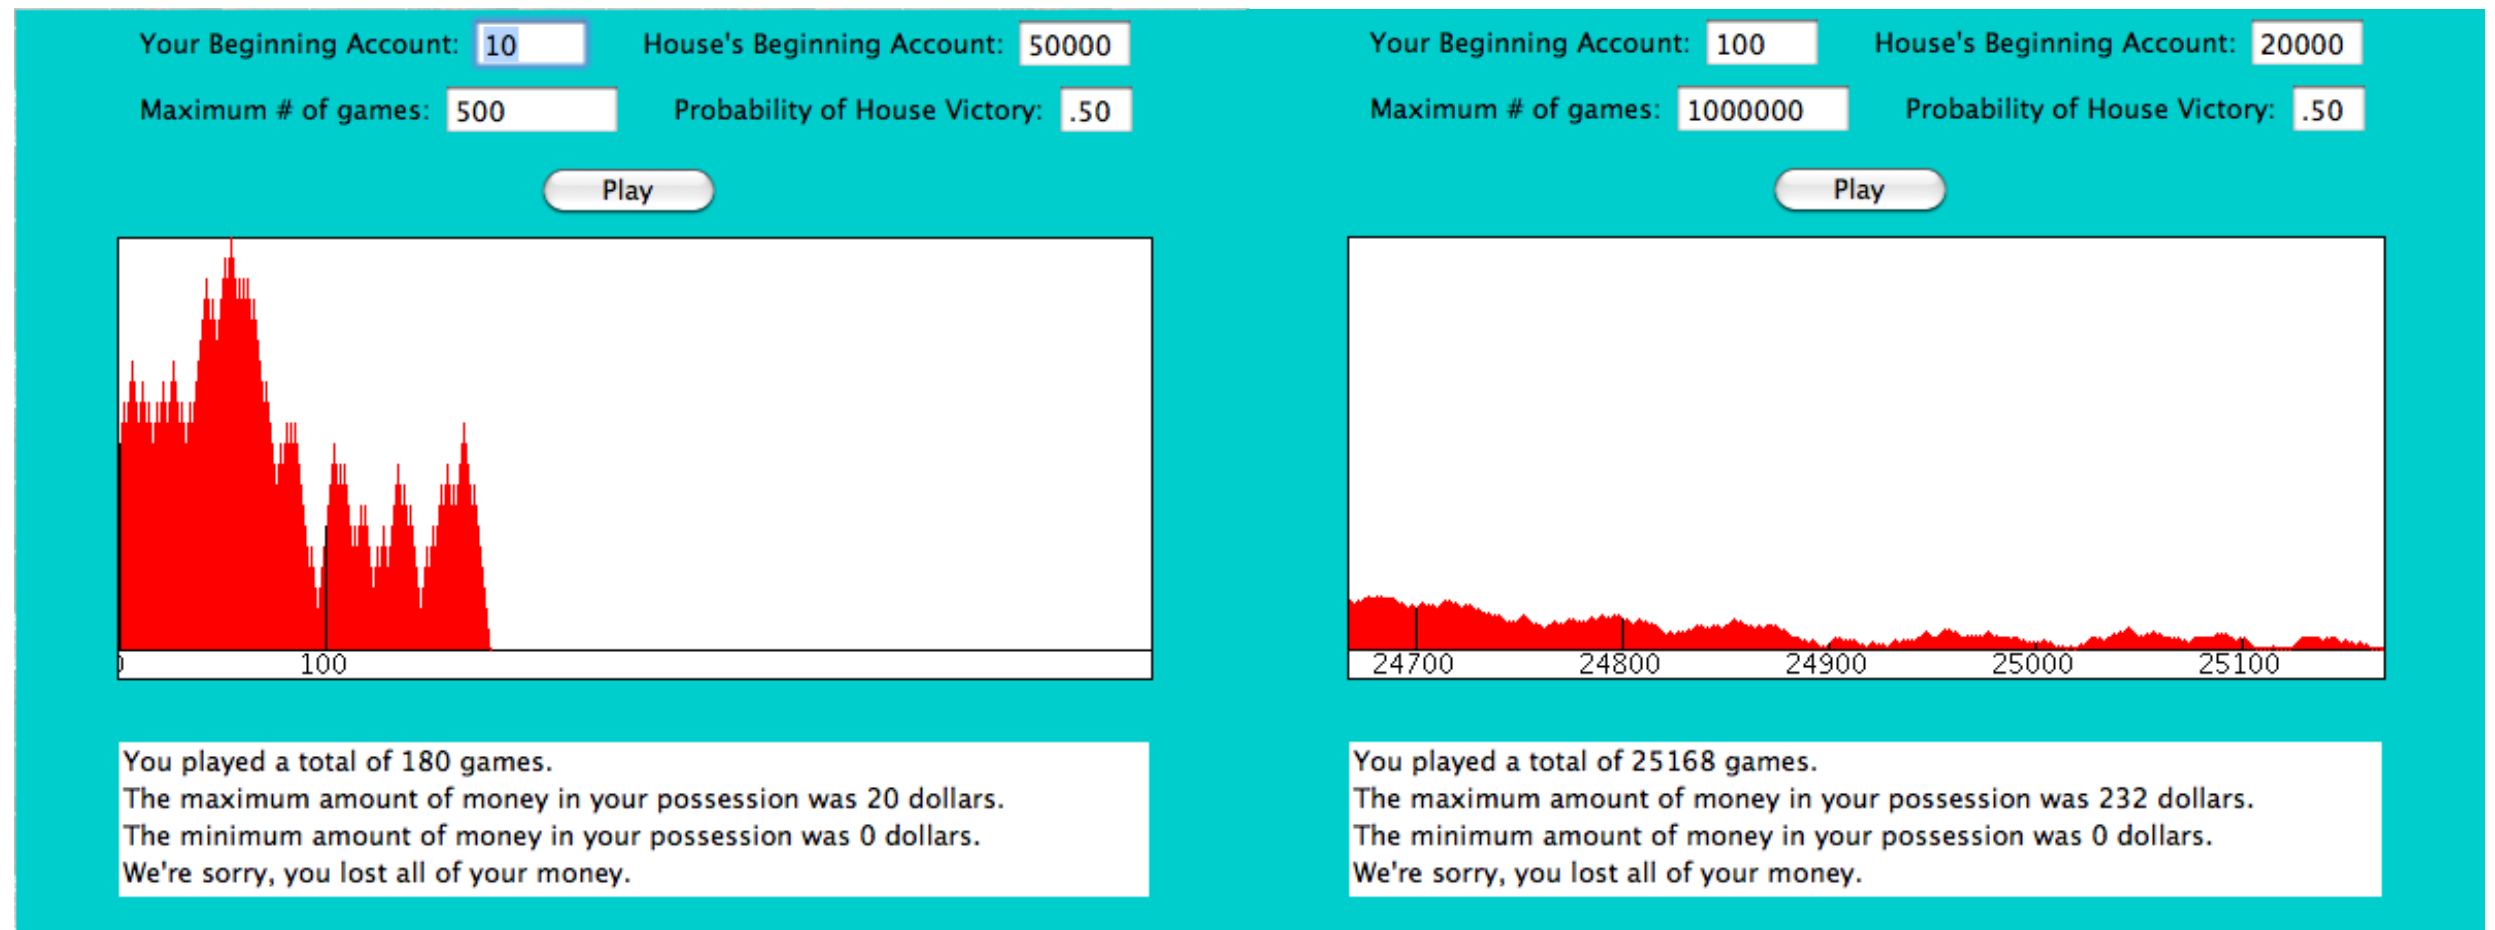 Your Beginning Account: 10 House's Beginning Account: 50000
Maximum # of games: 500 Probability of House Victory: .50
Play
0 100
You played a total of 180 games.
The maximum amount of money in your possession was 20 dollars.
The minimum amount of money in your possession was 0 dollars.
We're sorry, you lost all of your money.
Your Beginning Account: 100 House's Beginning Account: 20000
Maximum # of games: 1000000 Probability of House Victory: .50
Play
24700 24800 24900 25000 25100
You played a total of 25168 games.
The maximum amount of money in your possession was 232 dollars.
The minimum amount of money in your possession was 0 dollars.
We're sorry, you lost all of your money.